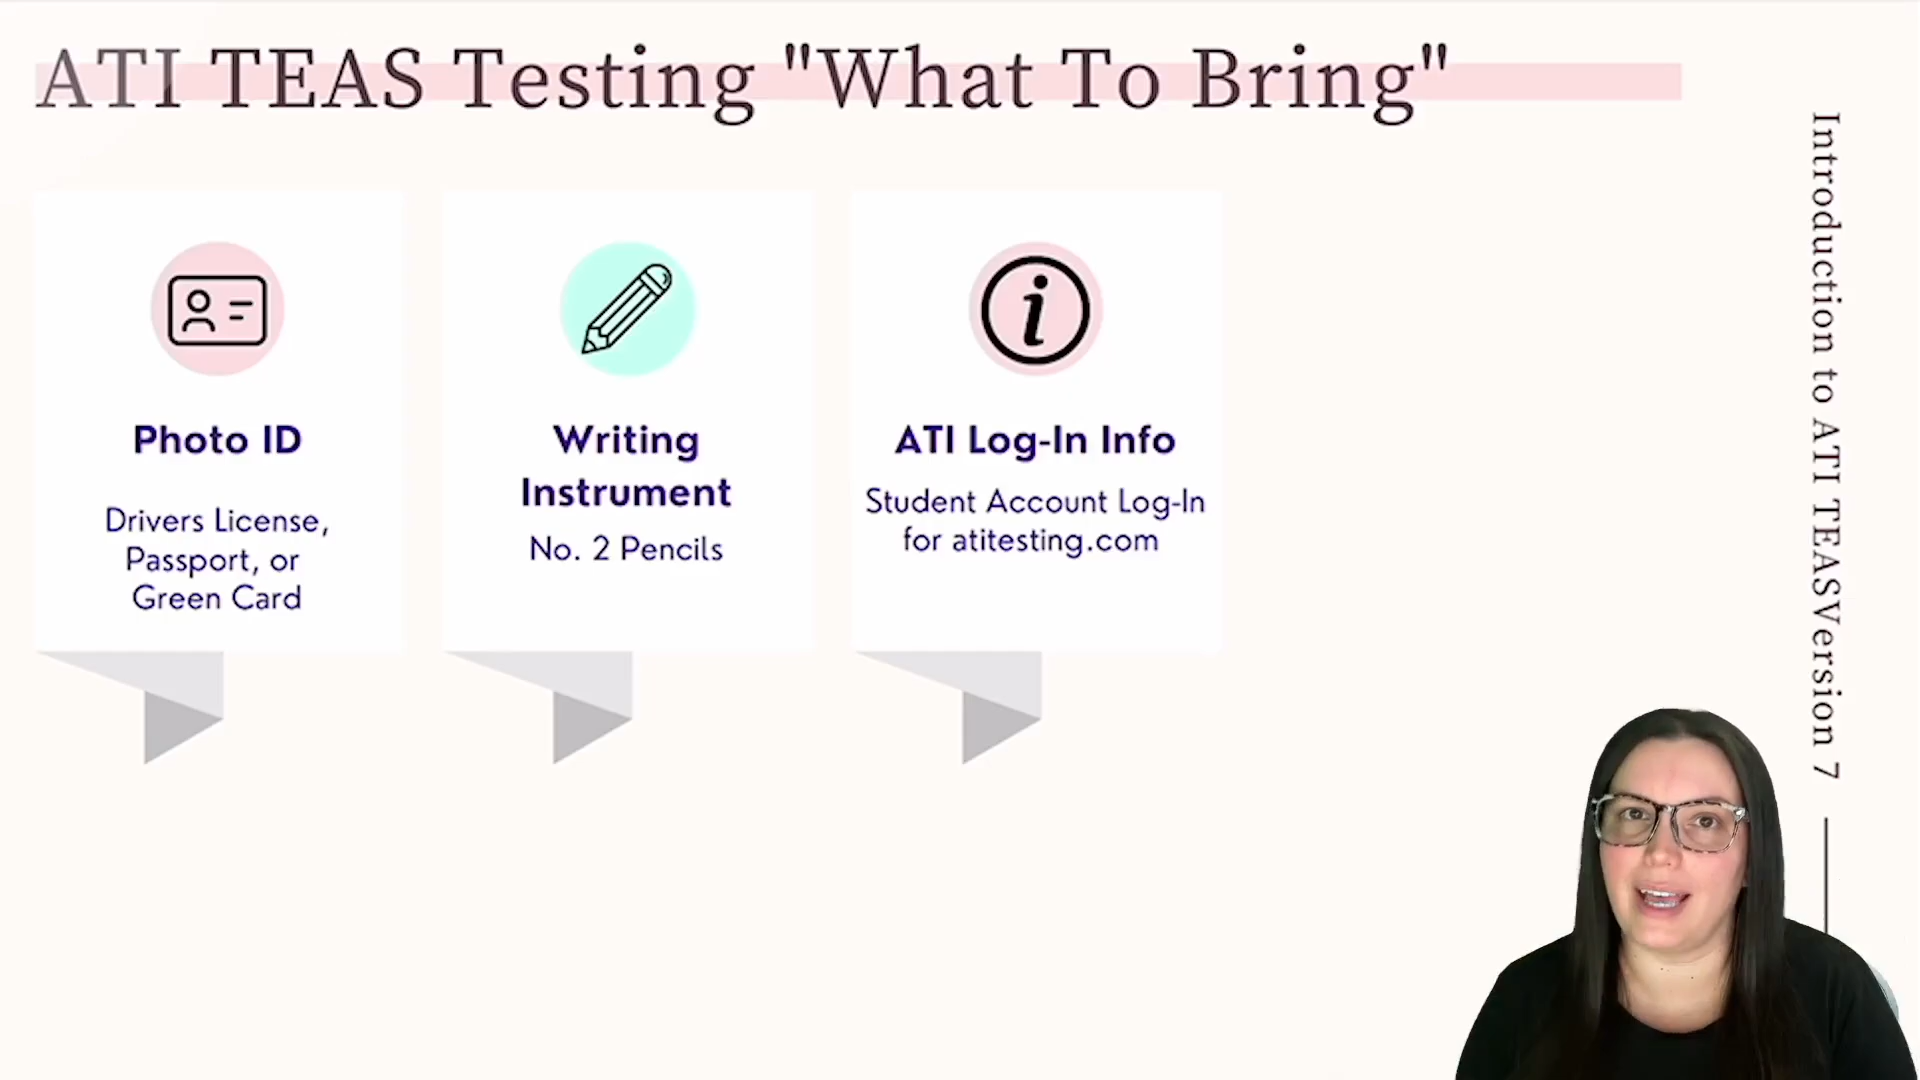 ATI TEAS Testing "What To Bring"
Photo ID
Drivers License,
Passport, or
Green Card
Writing
Instrument
No. 2 Pencils
ATI Log-In Info
Student Account Log-In
for atitesting.com
Introduction to ATI TEASVersion 7